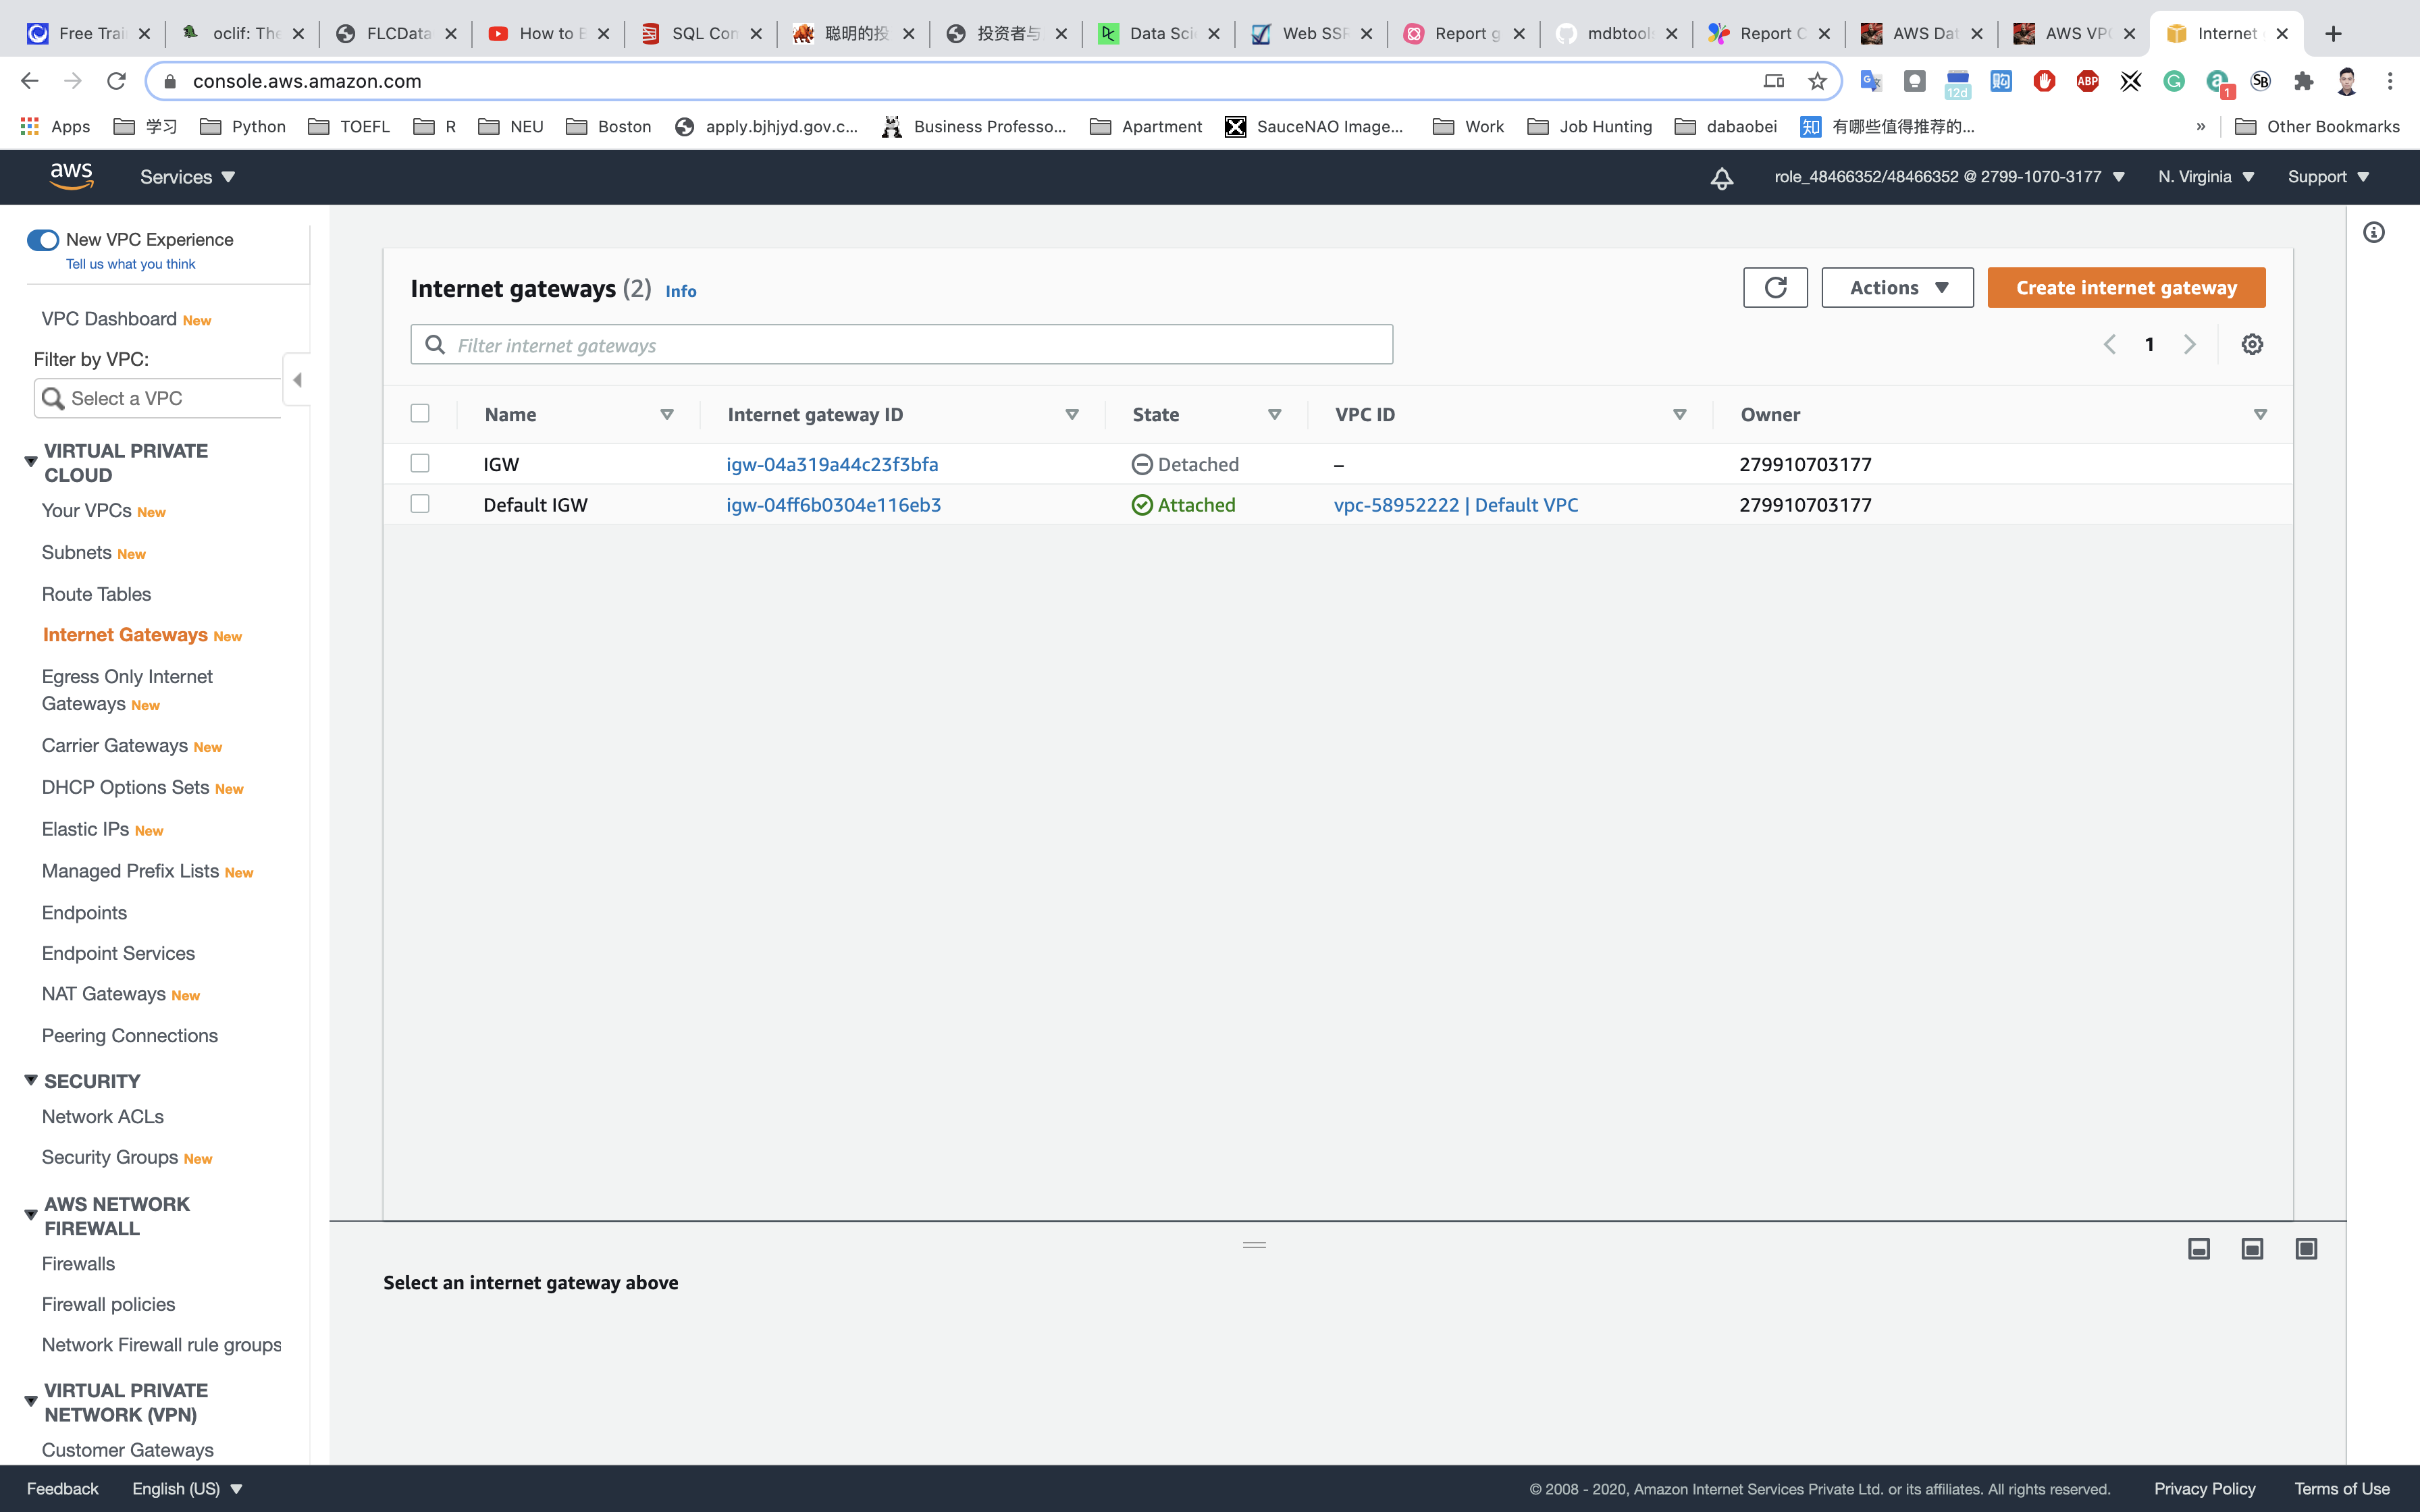 Free Trai
oclif: The
FLCData
How to E
SQL Con
聪明的投
投资者与
Data Sci
Web SSR
Report g
mdbtools
Report C
AWS Dat
AWS VPC
Internet
console.aws.amazon.com
12d
ABP
1
Apps
学习
Python
TOEFL
R
NEU
Boston
apply.bjhjyd.gov.c...
Business Professo...
Apartment
SauceNAO Image...
Work
Job Hunting
dabaobei
有哪些值得推荐的...
»
Other Bookmarks
aws
Services
role_48466352/48466352 @ 2799-1070-3177
N. Virginia
Support
New VPC Experience
Tell us what you think
VPC Dashboard New
Filter by VPC:
Select a VPC
VIRTUAL PRIVATE
CLOUD
Your VPCs New
Subnets New
Route Tables
Internet Gateways New
Egress Only Internet
Gateways New
Carrier Gateways New
DHCP Options Sets New
Elastic IPs New
Managed Prefix Lists New
Endpoints
Endpoint Services
NAT Gateways New
Peering Connections
SECURITY
Network ACLs
Security Groups New
AWS NETWORK
FIREWALL
Firewalls
Firewall policies
Network Firewall rule groups
VIRTUAL PRIVATE
NETWORK (VPN)
Customer Gateways
Internet gateways (2) Info
Actions
Create internet gateway
Filter internet gateways
1
Name Internet gateway ID State VPC ID Owner
IGW igw-04a319a44c23f3bfa Detached – 279910703177
Default IGW igw-04ff6b0304e116eb3 Attached vpc-58952222 | Default VPC 279910703177
Select an internet gateway above
Feedback
English (US)
© 2008 - 2020, Amazon Internet Services Private Ltd. or its affiliates. All rights reserved.
Privacy Policy
Terms of Use